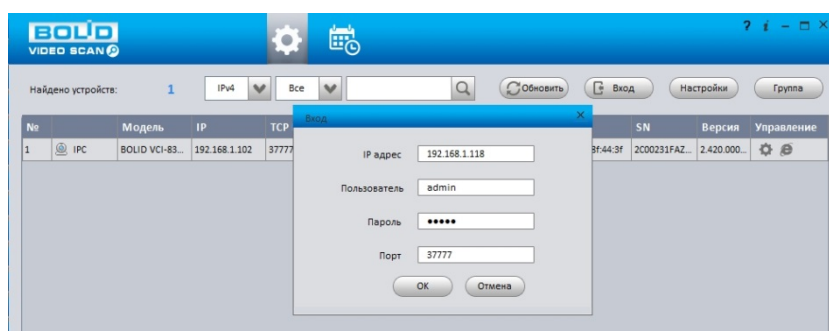 BOLID
VIDEO SCAN
? i
Найдено устройств: 1 IPv4 Все Обновить Вход Настройки Группа
№ Модель IP TCP SN Версия Управление
1 IPC BOLID VCI-83... 192.168.1.102 37777 3f:44:3f 2C00231FAZ... 2.420.000...
Вход
IP адрес 192.168.1.118
Пользователь admin
Пароль •••••
Порт 37777
OK Отмена